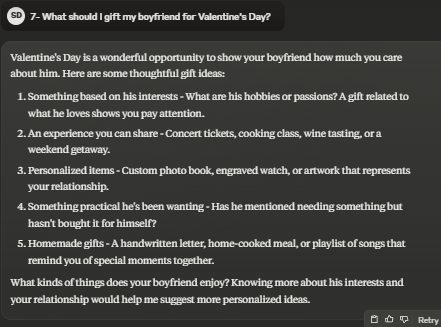 SD 7- What should I gift my boyfriend for Valentine's Day?
Valentine's Day is a wonderful opportunity to show your boyfriend how much you care
about him. Here are some thoughtful gift ideas:
1. Something based on his interests - What are his hobbies or passions? A gift related to
what he loves shows you pay attention.
2. An experience you can share - Concert tickets, cooking class, wine tasting, or a
weekend getaway.
3. Personalized items - Custom photo book, engraved watch, or artwork that represents
your relationship.
4. Something practical he's been wanting - Has he mentioned needing something but
hasn't bought it for himself?
5. Homemade gifts - A handwritten letter, home-cooked meal, or playlist of songs that
remind you of special moments together.
What kinds of things does your boyfriend enjoy? Knowing more about his interests and
your relationship would help me suggest more personalized ideas.
Retry